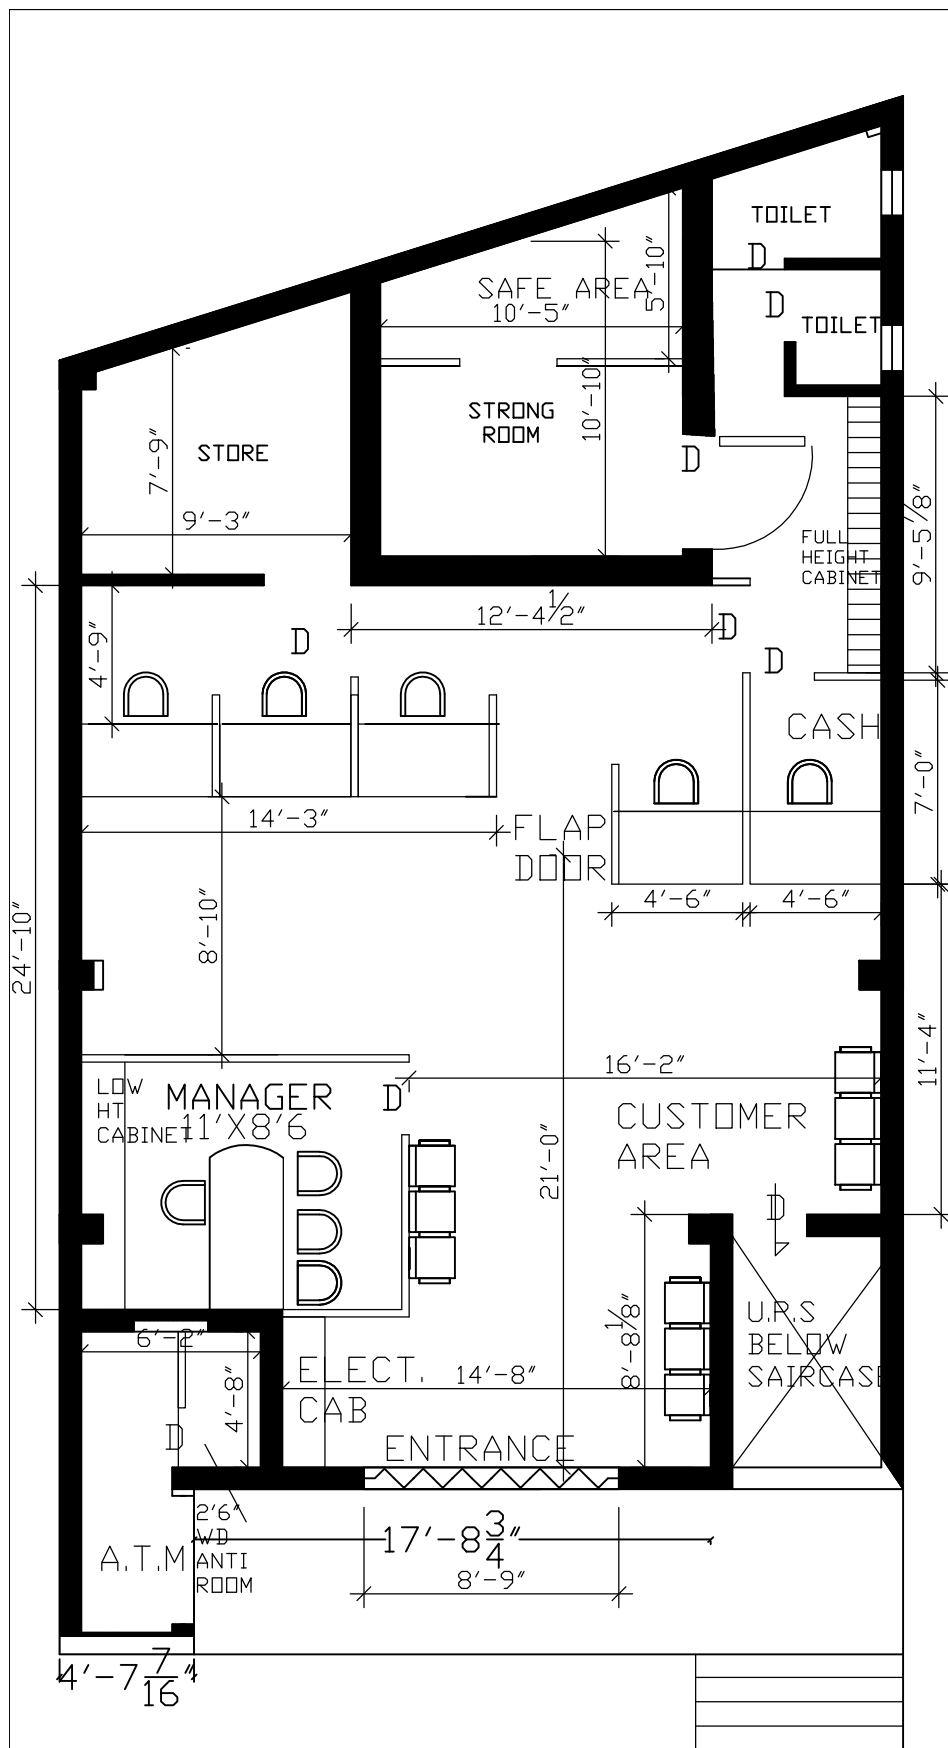 TOILET
D
5'-10"
SAFE AREA
10'-5"
D
TOILET
10'-10"
STRONG
ROOM
STORE
7'-9"
D
9'-3"
FULL
HEIGHT
CABINET
9'-5 7/8"
12'-4 1/2"
D
D
D
4'-9"
CASH
7'-0"
14'-3"
FLAP
DOOR
4'-6"
4'-6"
8'-10"
24'-10"
11'-4"
16'-2"
LOW
HT
CABINET
MANAGER
11'X8'6
D
CUSTOMER
AREA
21'-0"
D
8'-8 1/8"
U.P.S
BELOW
SAIRCASE
6'-2"
4'-8"
ELECT.
CAB
14'-8"
D
ENTRANCE
2'6"
WD
ANTI
ROOM
A.T.M
17'-8 3/4"
8'-9"
4'-7 7/16"